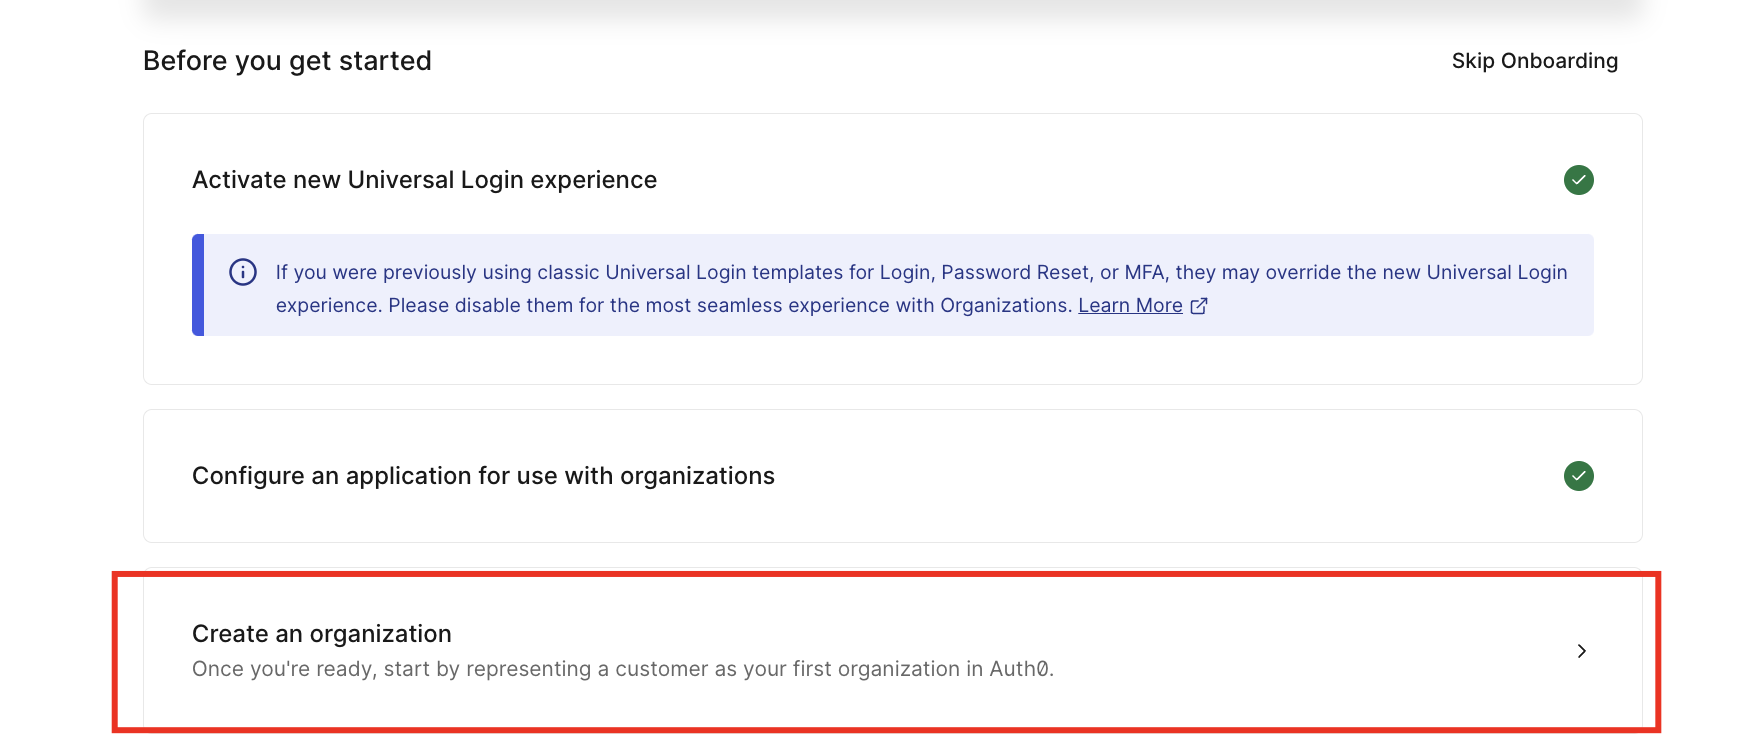 Before you get started
Skip Onboarding
Activate new Universal Login experience
If you were previously using classic Universal Login templates for Login, Password Reset, or MFA, they may override the new Universal Login
experience. Please disable them for the most seamless experience with Organizations. Learn More
Configure an application for use with organizations
Create an organization
Once you're ready, start by representing a customer as your first organization in Auth0.